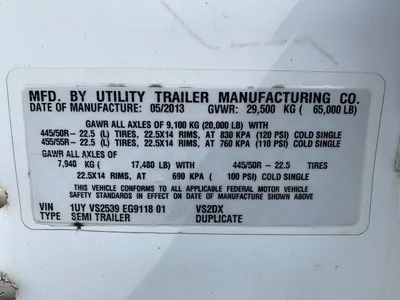 MFD. BY UTILITY TRAILER MANUFACTURING CO.
DATE OF MANUFACTURE: 05/2013 GVWR: 29,500 KG ( 65,000 LB)
GAWR ALL AXLES OF 9,100 KG (20,000 LB) WITH
445/50R- 22.5 (L) TIRES, 22.5X14 RIMS, AT 830 KPA (120 PSI) COLD SINGLE
455/55R- 22.5 (L) TIRES, 22.5X14 RIMS, AT 760 KPA (110 PSI) COLD SINGLE
GAWR ALL AXLES OF
7,940 KG ( 17,480 LB) WITH 445/50R- 22.5 TIRES
22.5X14 RIMS, AT 690 KPA ( 100 PSI) COLD SINGLE
THIS VEHICLE CONFORMS TO ALL APPLICABLE FEDERAL MOTOR VEHICLE
SAFETY STANDARDS IN EFFECT ON DATE OF MANUFACTURE SHOWN ABOVE
VIN 1UY VS2539 EG9118 01 VS2DX
TYPE SEMI TRAILER DUPLICATE